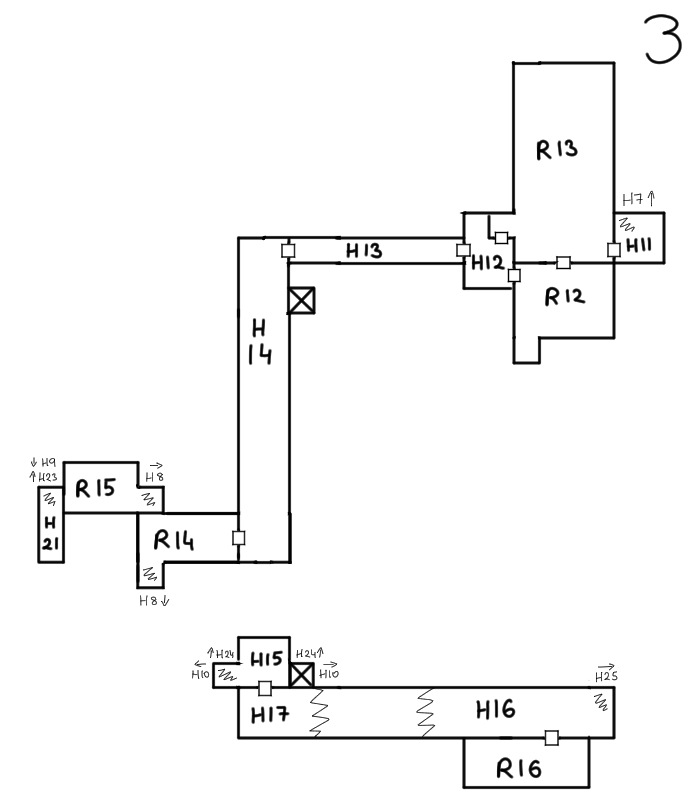 3
R13
H7↑
H11
H13
H12
R12
H
14
↓ H9
↑H23
→
H8
R15
H
21
R14
H8↓
↑H24
←
H10
H15
H24↑
→
H10
→
H25
H17
H16
R16